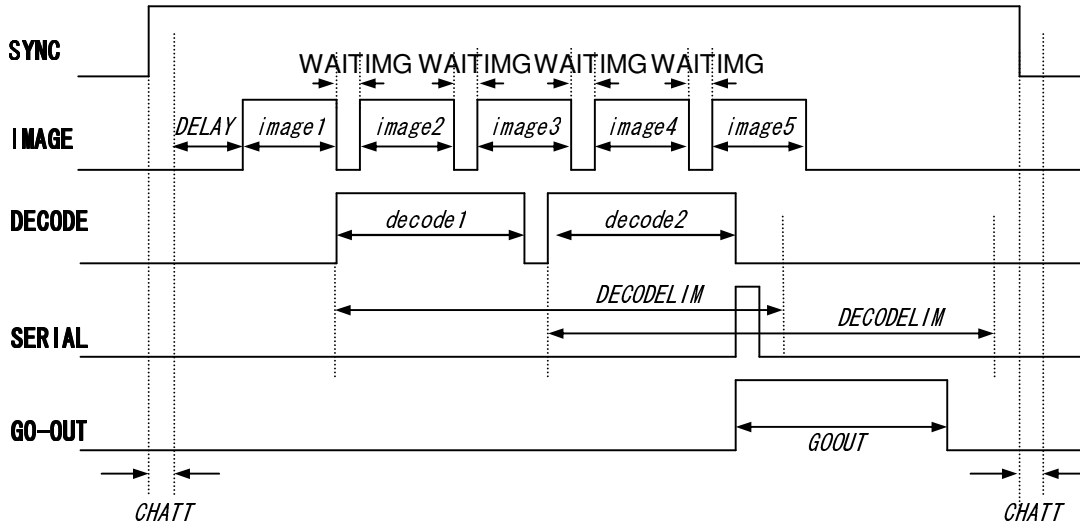 SYNC
WAITIMG WAITIMG WAITIMG WAITIMG
IMAGE
DELAY image1 image2 image3 image4 image5
DECODE
decode1 decode2
DECODELIM
DECODELIM
SERIAL
GO-OUT
GOOUT
CHATT CHATT